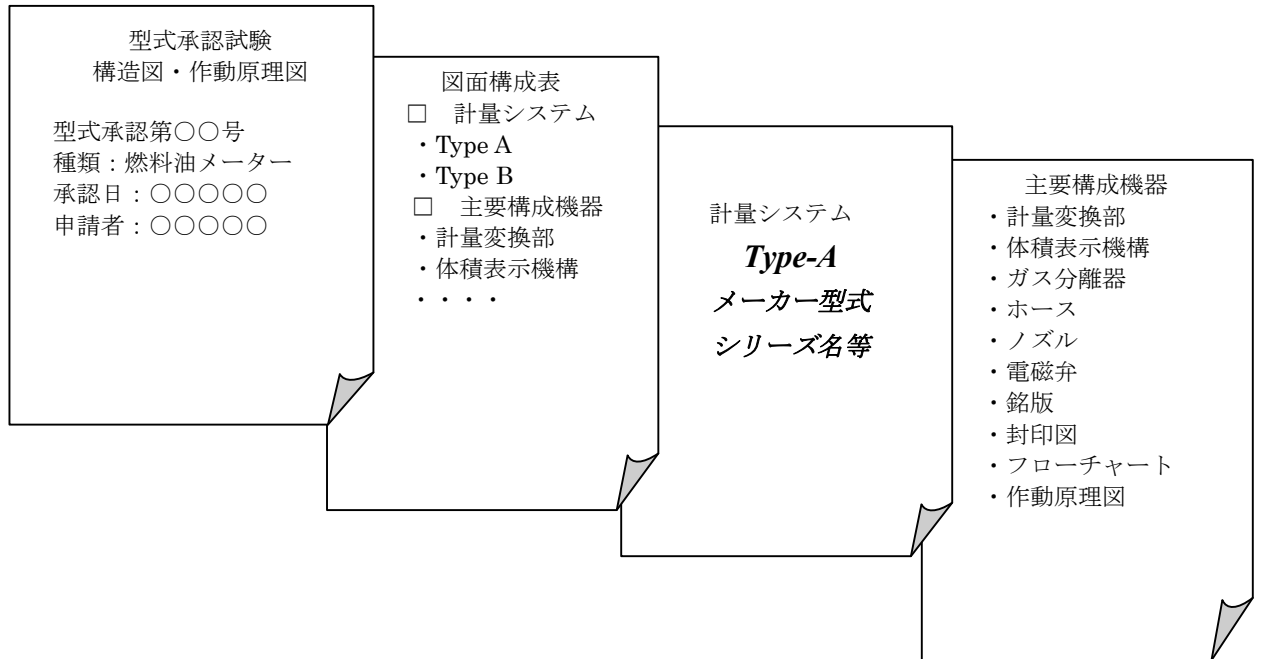 型式承認試験
構造図・作動原理図
型式承認第○○号
種類：燃料油メーター
承認日：○○○○○
申請者：○○○○○
図面構成表
□　計量システム
・Type A
・Type B
□　主要構成機器
・計量変換部
・体積表示機構
・・・・
計量システム
Type-A
メーカー型式
シリーズ名等
主要構成機器
・計量変換部
・体積表示機構
・ガス分離器
・ホース
・ノズル
・電磁弁
・銘版
・封印図
・フローチャート
・作動原理図